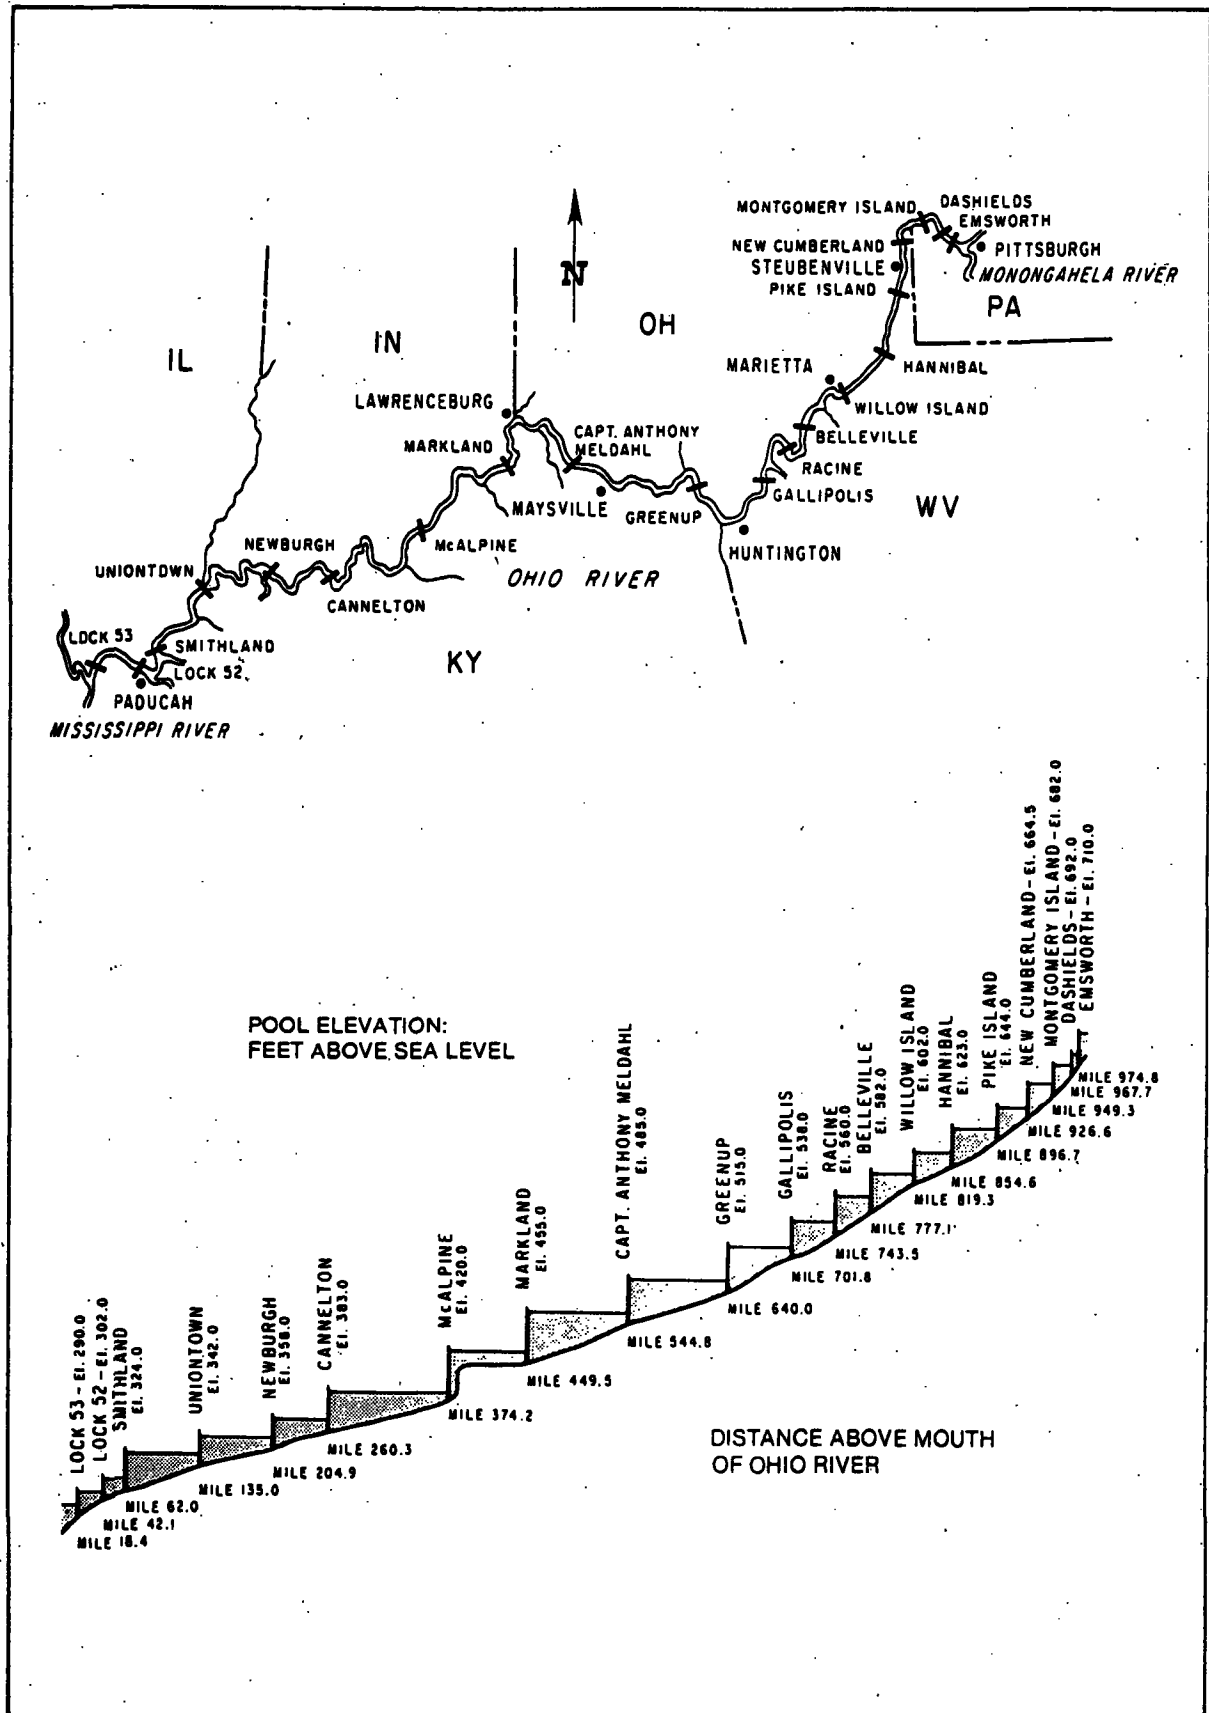 MONTGOMERY ISLAND
DASHIELDS
EMSWORTH
NEW CUMBERLAND
PITTSBURGH
STEUBENVILLE
MONONGAHELA RIVER
PIKE ISLAND
N
PA
OH
IN
IL
HANNIBAL
MARIETTA
LAWRENCEBURG
WILLOW ISLAND
CAPT. ANTHONY
MELDAHL
BELLEVILLE
MARKLAND
RACINE
GALLIPOLIS
WV
MAYSVILLE
GREENUP
McALPINE
HUNTINGTON
NEWBURGH
UNIONTOWN
OHIO RIVER
CANNELTON
LOCK 53
SMITHLAND
KY
LOCK 52
PADUCAH
MISSISSIPPI RIVER
POOL ELEVATION:
FEET ABOVE SEA LEVEL
LOCK 53 - El. 290.0
LOCK 52 - El. 302.0
SMITHLAND
El. 324.0
UNIONTOWN
El. 342.0
NEWBURGH
El. 358.0
CANNELTON
El. 383.0
McALPINE
El. 420.0
MARKLAND
El. 455.0
CAPT. ANTHONY MELDAHL
El. 485.0
GREENUP
El. 515.0
GALLIPOLIS
El. 538.0
RACINE
El. 560.0
BELLEVILLE
El. 582.0
WILLOW ISLAND
El. 602.0
HANNIBAL
El. 623.0
PIKE ISLAND
El. 644.0
NEW CUMBERLAND - El. 664.5
MONTGOMERY ISLAND - El. 682.0
DASHIELDS - El. 692.0
EMSWORTH - El. 710.0
MILE 974.8
MILE 967.7
MILE 949.3
MILE 926.6
MILE 896.7
MILE 854.6
MILE 819.3
MILE 777.1
MILE 743.5
MILE 701.8
MILE 640.0
MILE 544.8
MILE 449.5
MILE 374.2
MILE 260.3
MILE 204.9
MILE 135.0
MILE 62.0
MILE 42.1
MILE 18.4
DISTANCE ABOVE MOUTH
OF OHIO RIVER